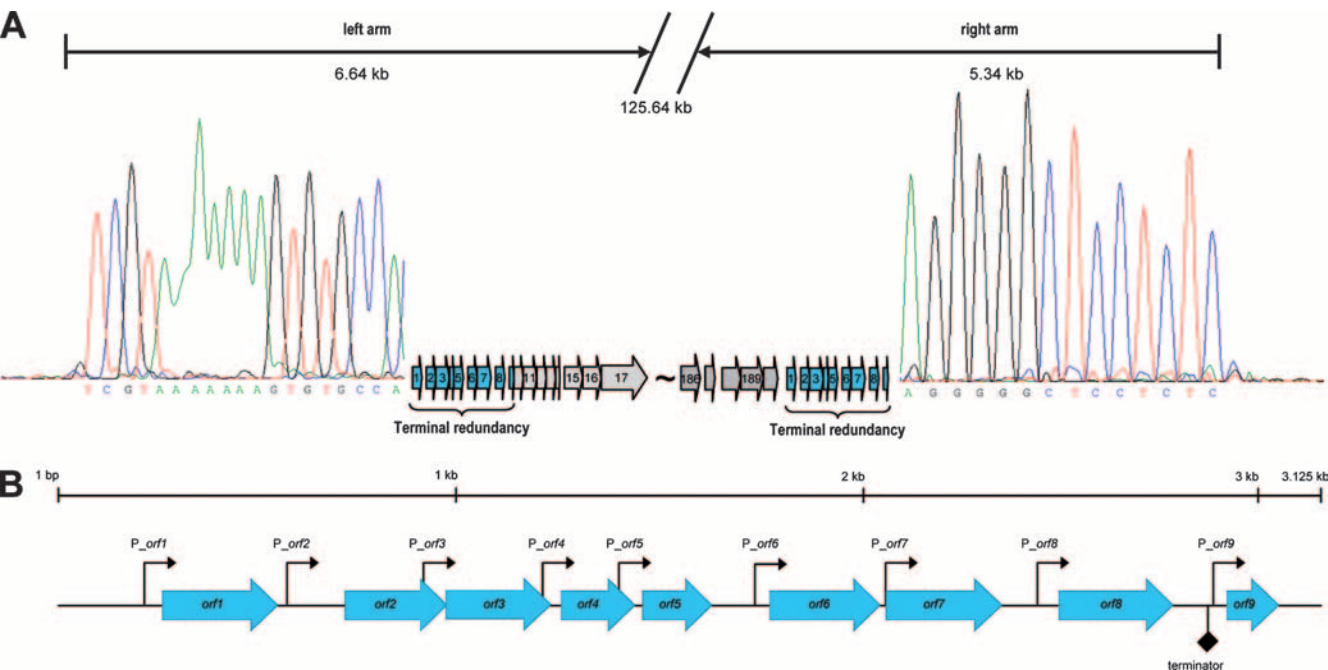 A
left arm
right arm
6.64 kb
5.34 kb
125.64 kb
T C G T A A A A A A A G T G T G C C A
1 2 3 5 6 7 8 11 15 16 17 ~ 186 189 1 2 3 5 6 7 8
A G G G G G C T C C T C T C
Terminal redundancy
Terminal redundancy
B
1 bp 1 kb 2 kb 3 kb 3.125 kb
P_orf1 P_orf2 P_orf3 P_orf4 P_orf5 P_orf6 P_orf7 P_orf8 P_orf9
orf1 orf2 orf3 orf4 orf5 orf6 orf7 orf8 orf9
terminator